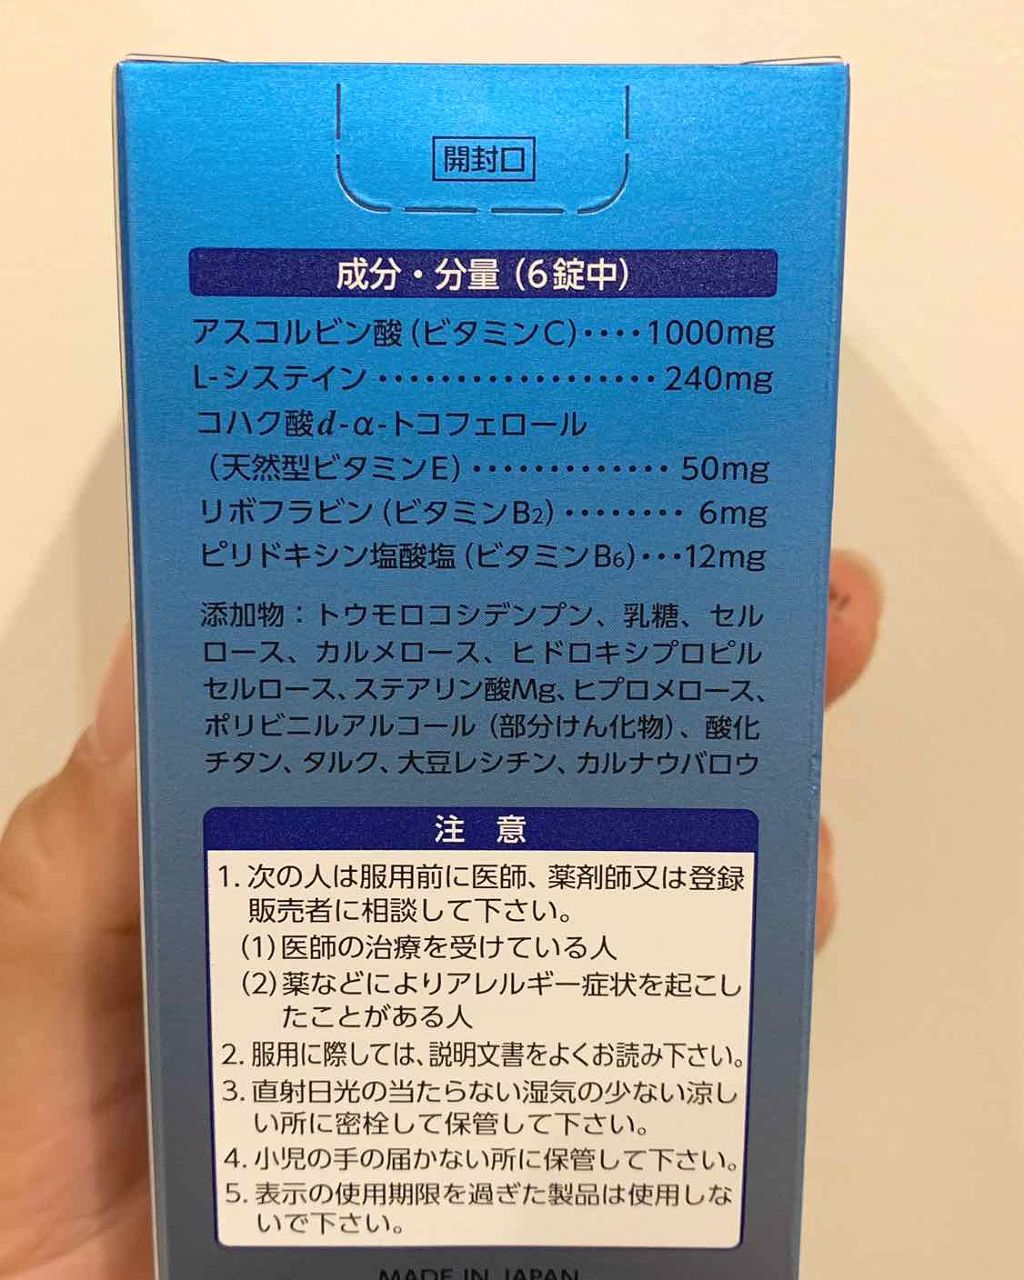 開封口
成分・分量（6錠中）
アスコルビン酸（ビタミンC）････1000mg
L-システイン･･････････････････240mg
コハク酸d-α-トコフェロール
（天然型ビタミンE）･････････････50mg
リボフラビン（ビタミンB2）････････6mg
ピリドキシン塩酸塩（ビタミンB6）･･･12mg
添加物：トウモロコシデンプン、乳糖、セル
ロース、カルメロース、ヒドロキシプロピル
セルロース、ステアリン酸Mg、ヒプロメロース、
ポリビニルアルコール（部分けん化物）、酸化
チタン、タルク、大豆レシチン、カルナウバロウ
注 意
1. 次の人は服用前に医師、薬剤師又は登録
販売者に相談して下さい。
（1）医師の治療を受けている人
（2）薬などによりアレルギー症状を起こし
たことがある人
2. 服用に際しては、説明文書をよくお読み下さい。
3. 直射日光の当たらない湿気の少ない涼し
い所に密栓して保管して下さい。
4. 小児の手の届かない所に保管して下さい。
5. 表示の使用期限を過ぎた製品は使用しな
いで下さい。
MADE IN JAPAN